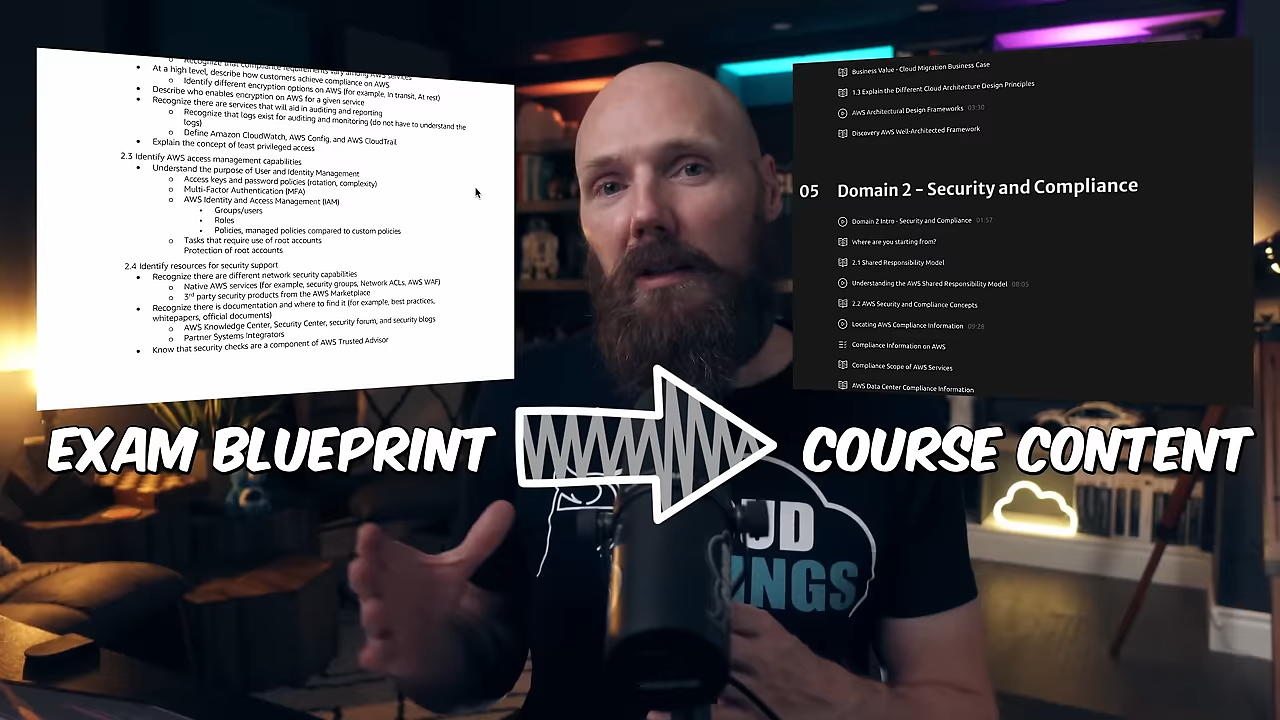 Recognize that compliance requirements vary among AWS services
At a high level, describe how customers achieve compliance on AWS
Identify different encryption options on AWS (for example, In transit, At rest)
Describe who enables encryption on AWS for a given service
Recognize there are services that will aid in auditing and reporting
Recognize that logs exist for auditing and monitoring (do not have to understand the
logs)
Define Amazon CloudWatch, AWS Config, and AWS CloudTrail
Explain the concept of least privileged access
2.3 Identify AWS access management capabilities
Understand the purpose of User and Identity Management
Access keys and password policies (rotation, complexity)
Multi-Factor Authentication (MFA)
AWS Identity and Access Management (IAM)
Groups/users
Roles
Policies, managed policies compared to custom policies
Tasks that require use of root accounts
Protection of root accounts
2.4 Identify resources for security support
Recognize there are different network security capabilities
Native AWS services (for example, security groups, Network ACLs, AWS WAF)
3rd party security products from the AWS Marketplace
Recognize there is documentation and where to find it (for example, best practices,
whitepapers, official documents)
AWS Knowledge Center, Security Center, security forum, and security blogs
Partner Systems Integrators
Know that security checks are a component of AWS Trusted Advisor
Business Value - Cloud Migration Business Case
1.3 Explain the Different Cloud Architecture Design Principles
AWS Architectural Design Frameworks 03:30
Discovery AWS Well-Architected Framework
05 Domain 2 - Security and Compliance
Domain 2 Intro - Security and Compliance 01:57
Where are you starting from?
2.1 Shared Responsibility Model
Understanding the AWS Shared Responsibility Model 08:05
2.2 AWS Security and Compliance Concepts
Locating AWS Compliance Information 09:28
Compliance Information on AWS
Compliance Scope of AWS Services
AWS Data Center Compliance Information
EXAM BLUEPRINT
COURSE CONTENT